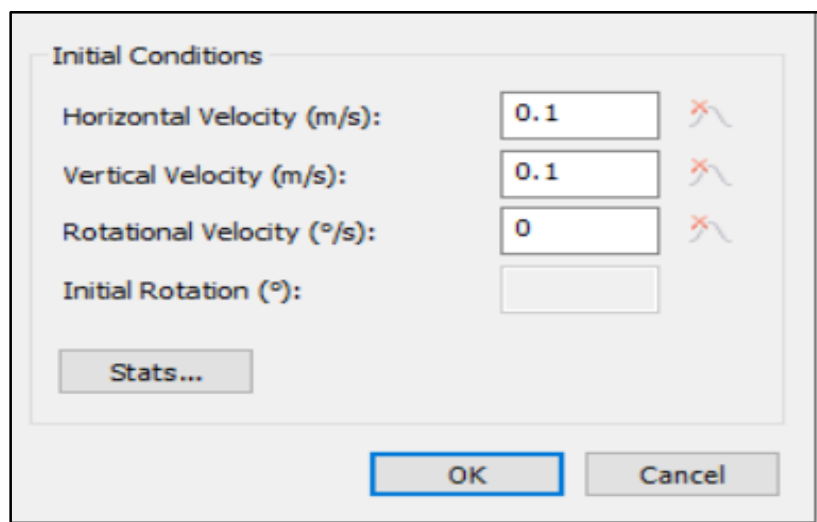 Initial Conditions
Horizontal Velocity (m/s): 0.1
Vertical Velocity (m/s): 0.1
Rotational Velocity (°/s): 0
Initial Rotation (°):
Stats...
OK Cancel